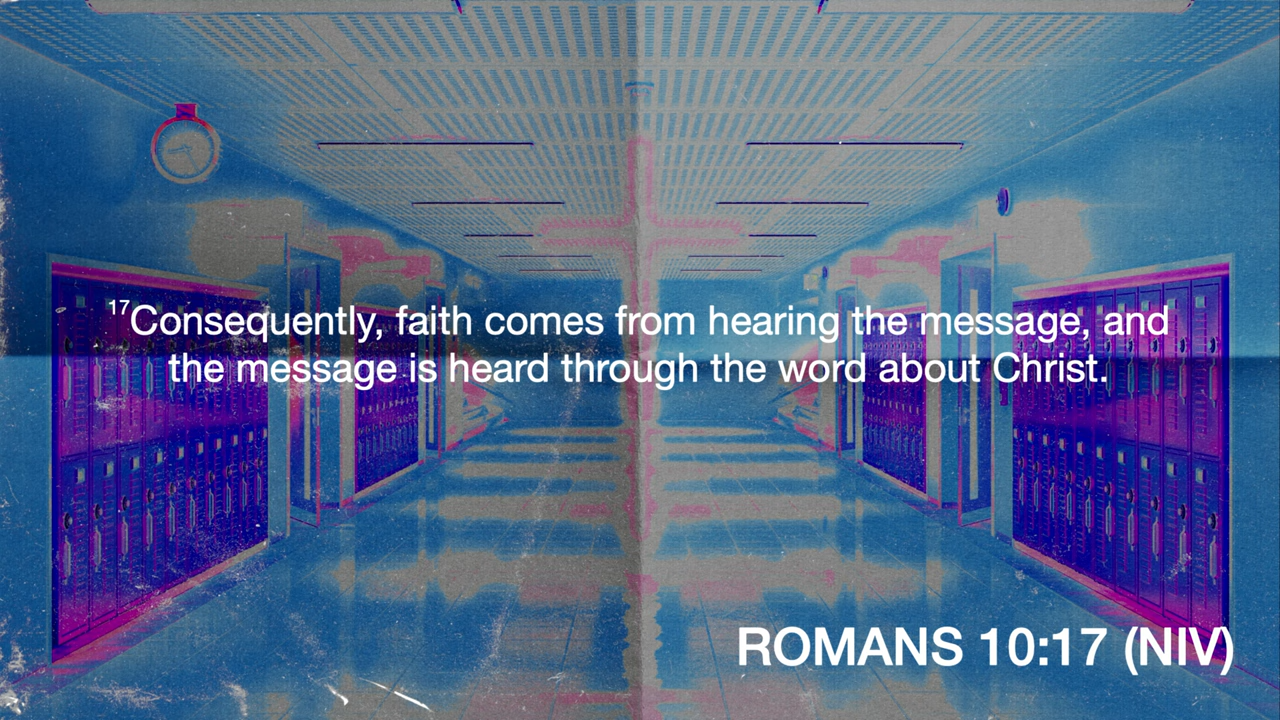 17Consequently, faith comes from hearing the message, and
the message is heard through the word about Christ.
ROMANS 10:17 (NIV)